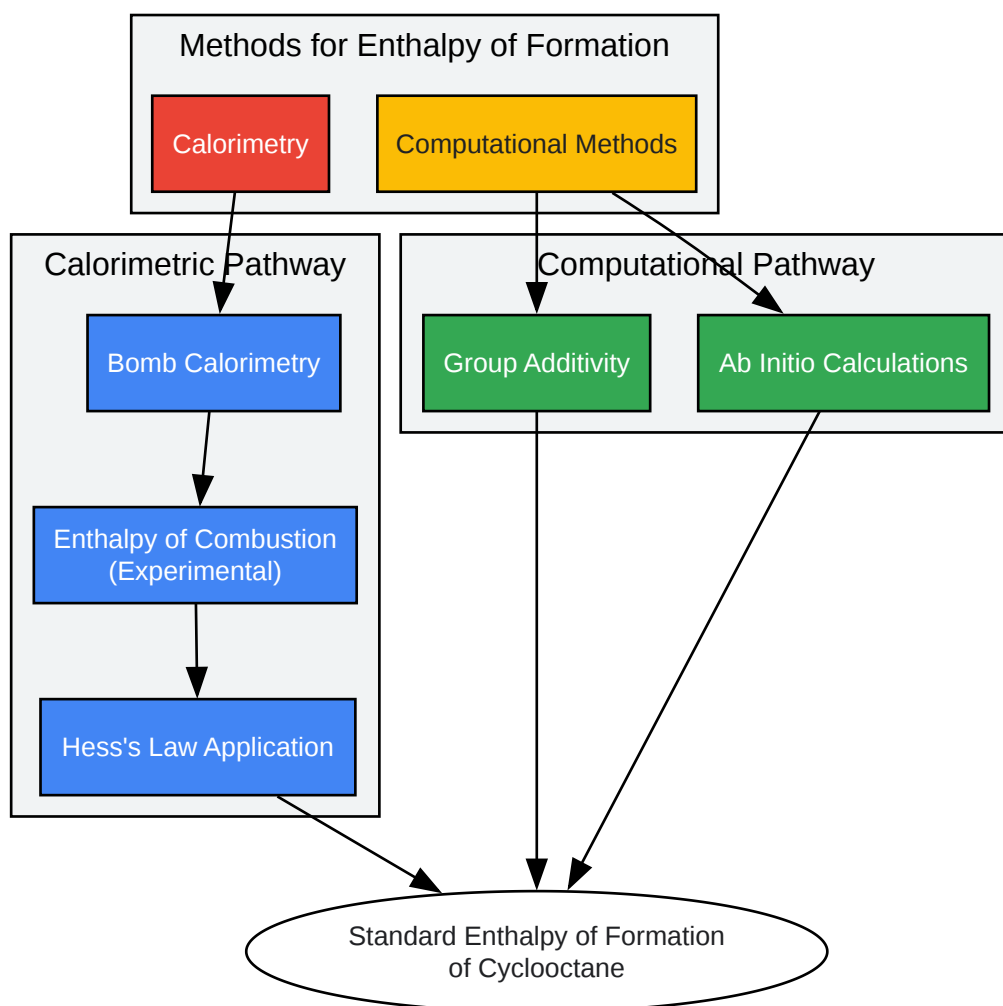 Methods for Enthalpy of Formation
Calorimetry
Computational Methods
Calorimetric Pathway
Computational Pathway
Bomb Calorimetry
Group Additivity
Ab Initio Calculations
Enthalpy of Combustion
(Experimental)
Hess's Law Application
Standard Enthalpy of Formation
of Cyclooctane